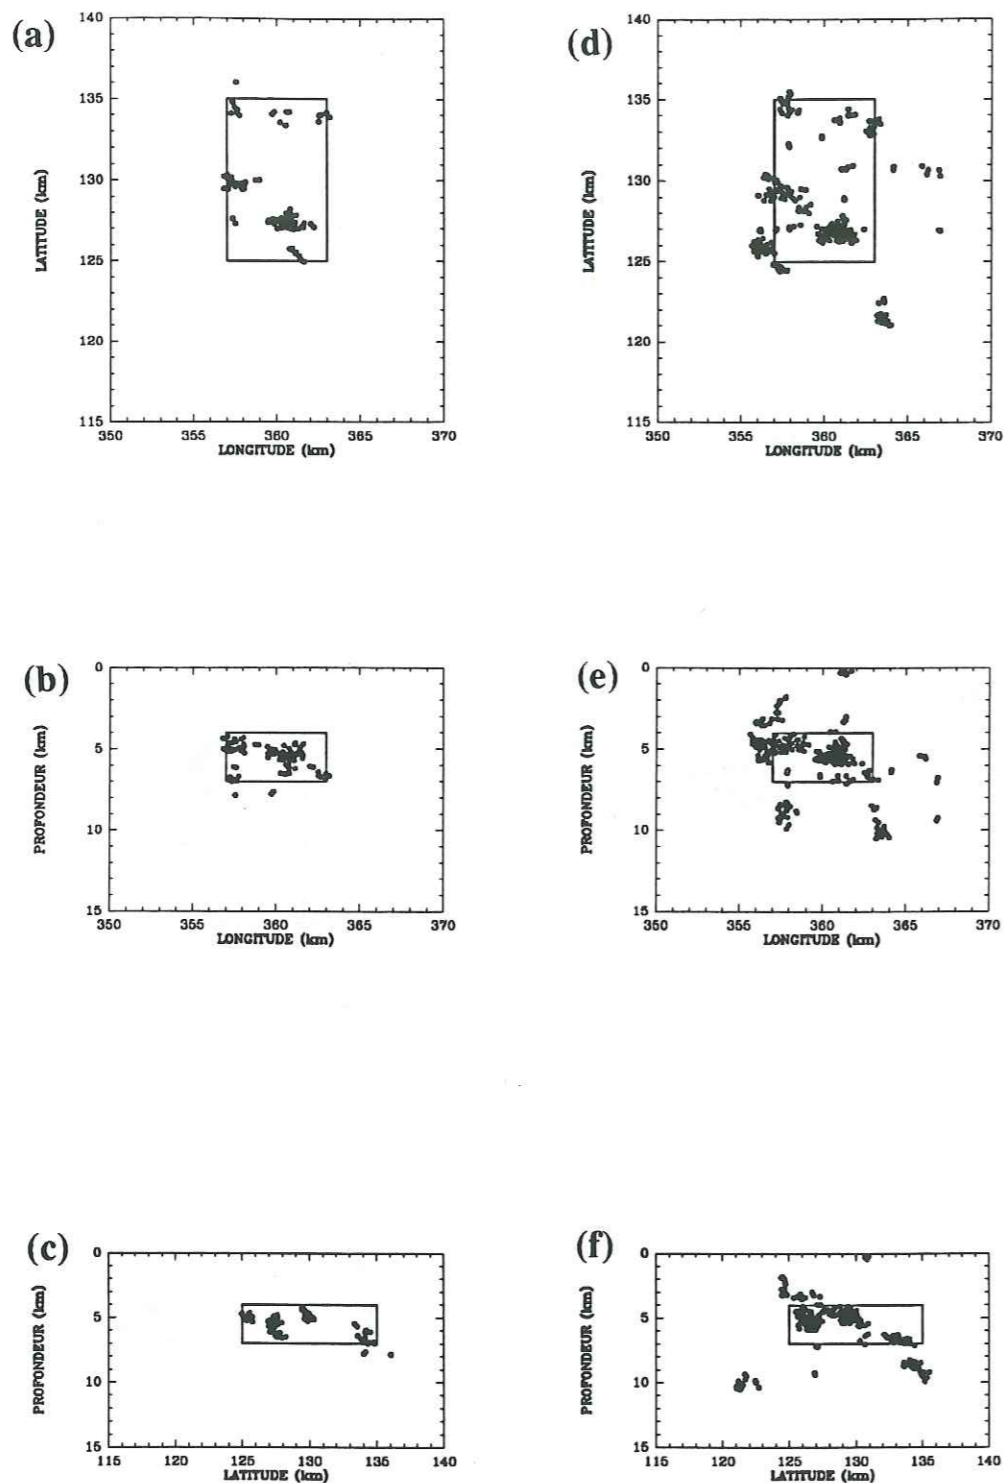 (a)
140
135
130
125
120
115
LATITUDE (km)
350 355 360 365 370
LONGITUDE (km)
(d)
140
135
130
125
120
115
LATITUDE (km)
350 355 360 365 370
LONGITUDE (km)
(b)
0
5
10
15
PROFONDEUR (km)
350 355 360 365 370
LONGITUDE (km)
(e)
0
5
10
15
PROFONDEUR (km)
350 355 360 365 370
LONGITUDE (km)
(c)
0
5
10
15
PROFONDEUR (km)
115 120 125 130 135 140
LATITUDE (km)
(f)
0
5
10
15
PROFONDEUR (km)
115 120 125 130 135 140
LATITUDE (km)